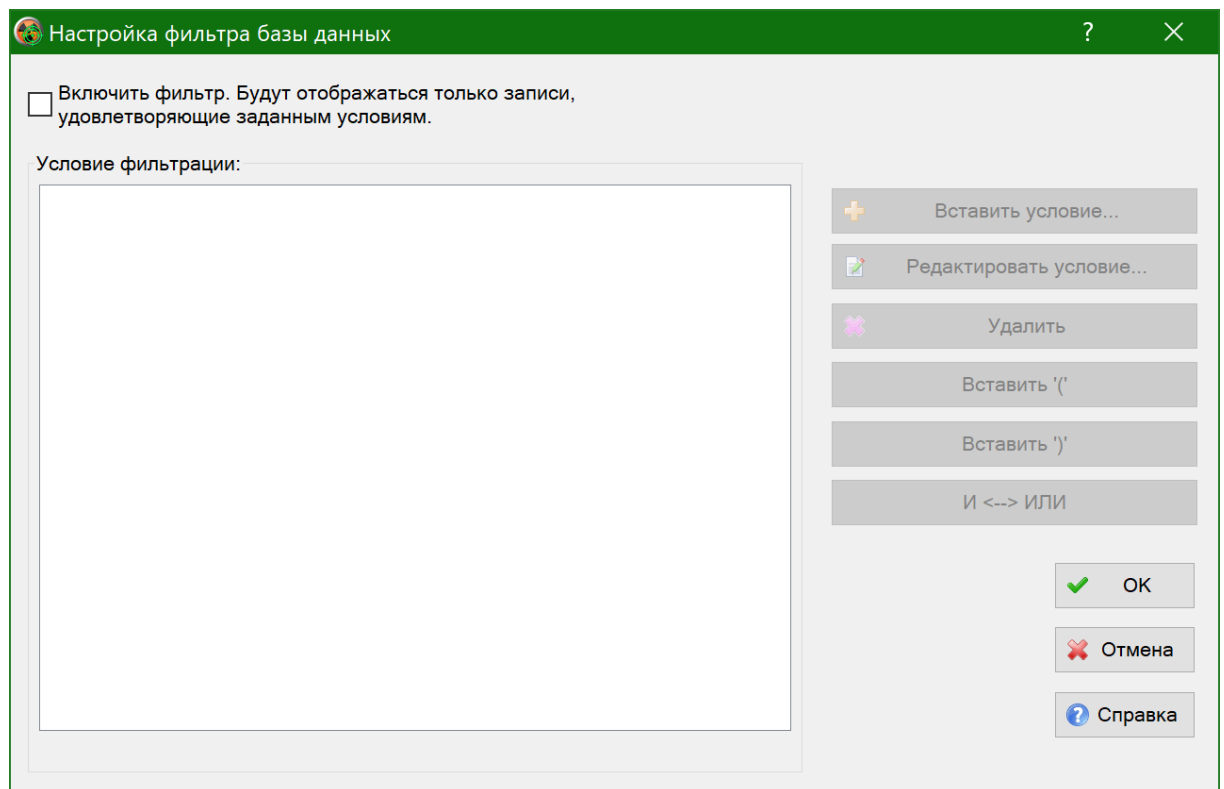 Настройка фильтра базы данных
?
Включить фильтр. Будут отображаться только записи,
удовлетворяющие заданным условиям.
Условие фильтрации:
Вставить условие...
Редактировать условие...
Удалить
Вставить '('
Вставить ')'
И <--> ИЛИ
OK
Отмена
? Справка